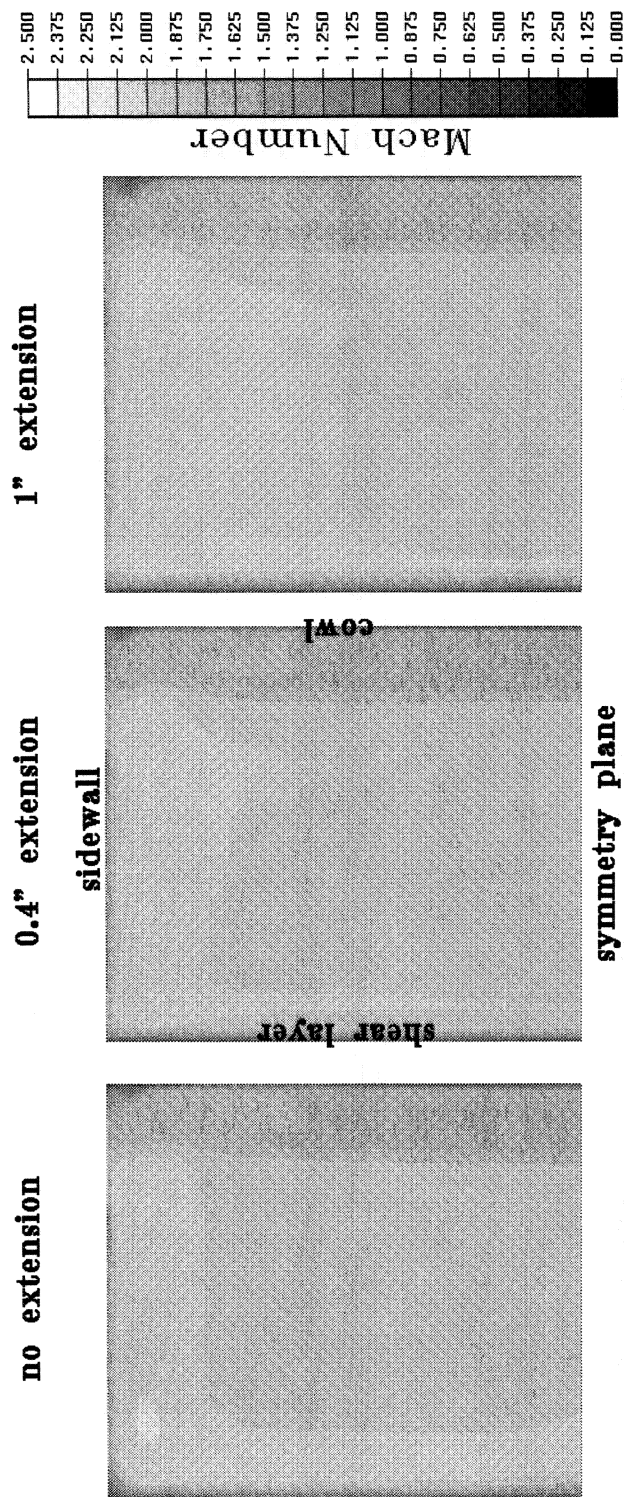 no extension
0.4" extension
1" extension
sidewall
shear layer
cowl
symmetry plane
Mach Number
2.500
2.375
2.250
2.125
2.000
1.875
1.750
1.625
1.500
1.375
1.250
1.125
1.000
0.875
0.750
0.625
0.500
0.375
0.250
0.125
0.000